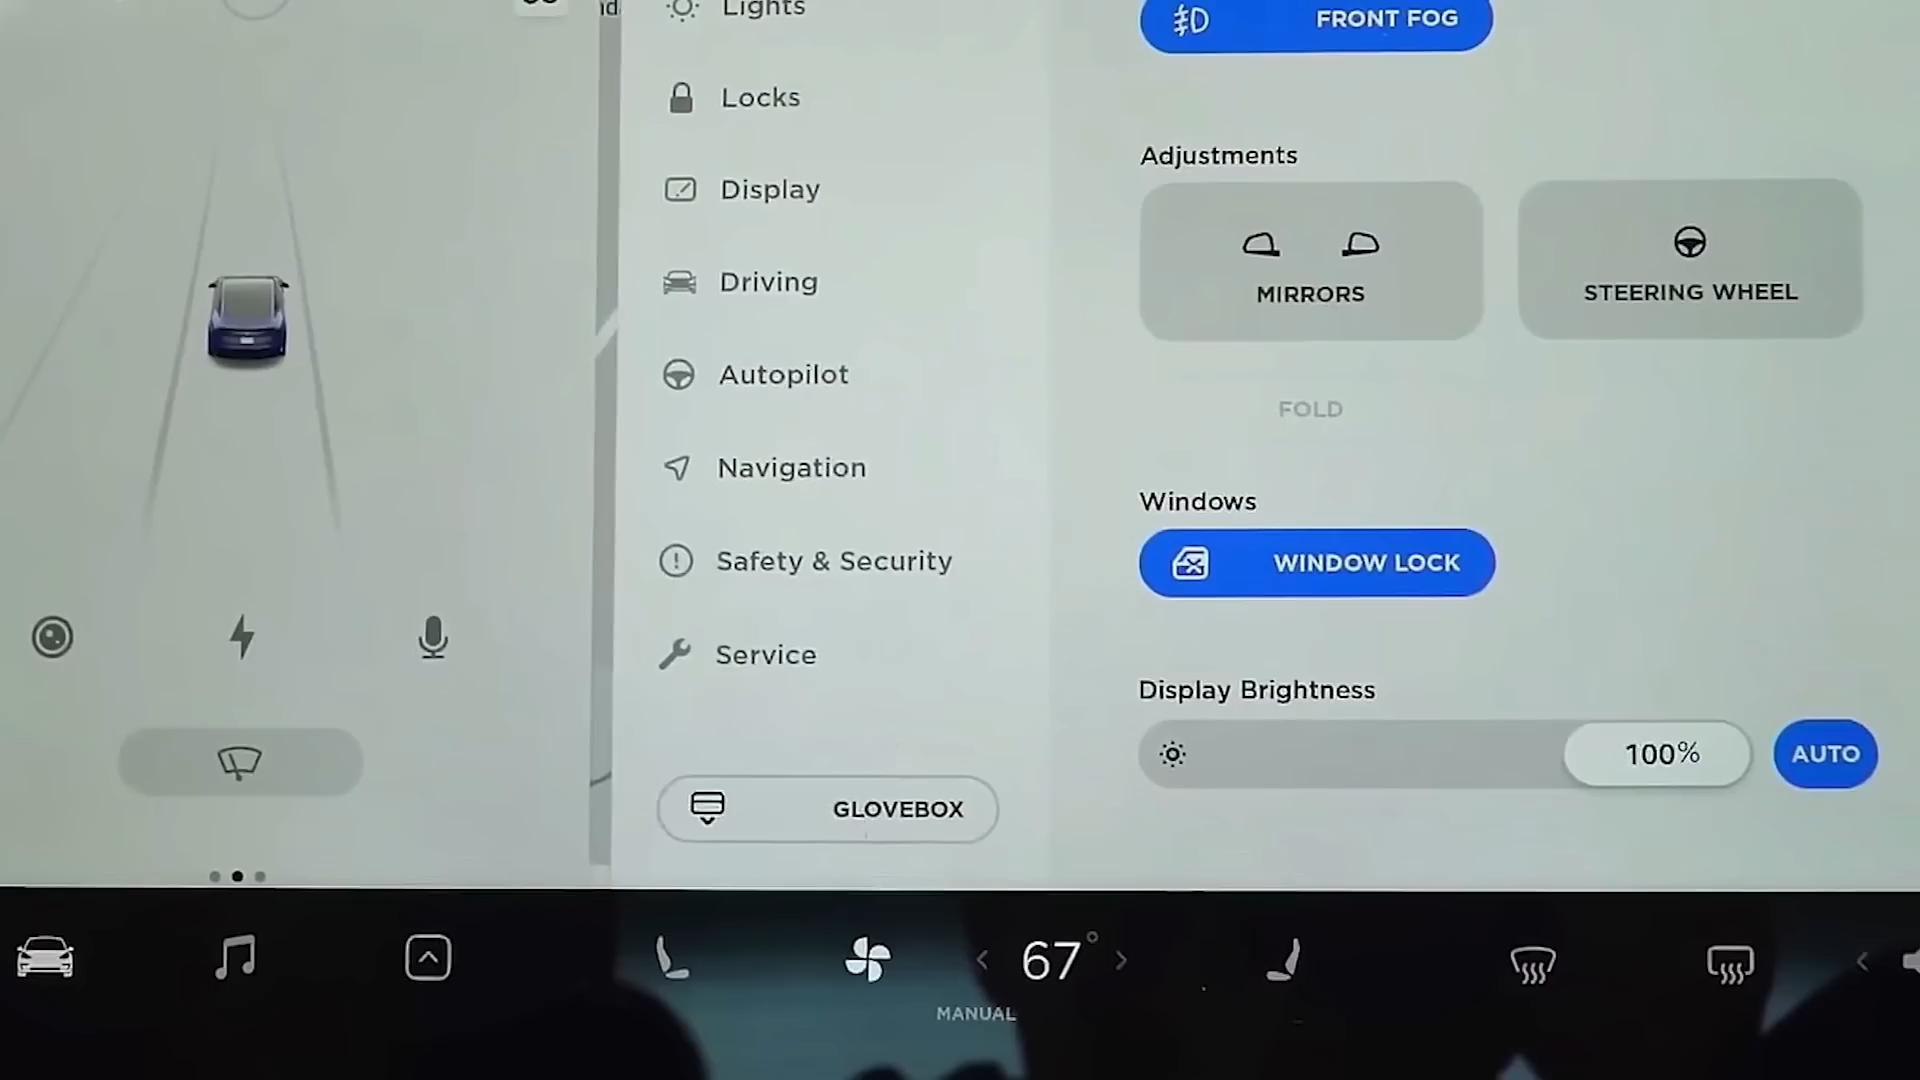 Lights
Locks
Display
Driving
Autopilot
Navigation
Safety & Security
Service
GLOVEBOX
FRONT FOG
Adjustments
MIRRORS
STEERING WHEEL
FOLD
Windows
WINDOW LOCK
Display Brightness
100%
AUTO
67°
MANUAL